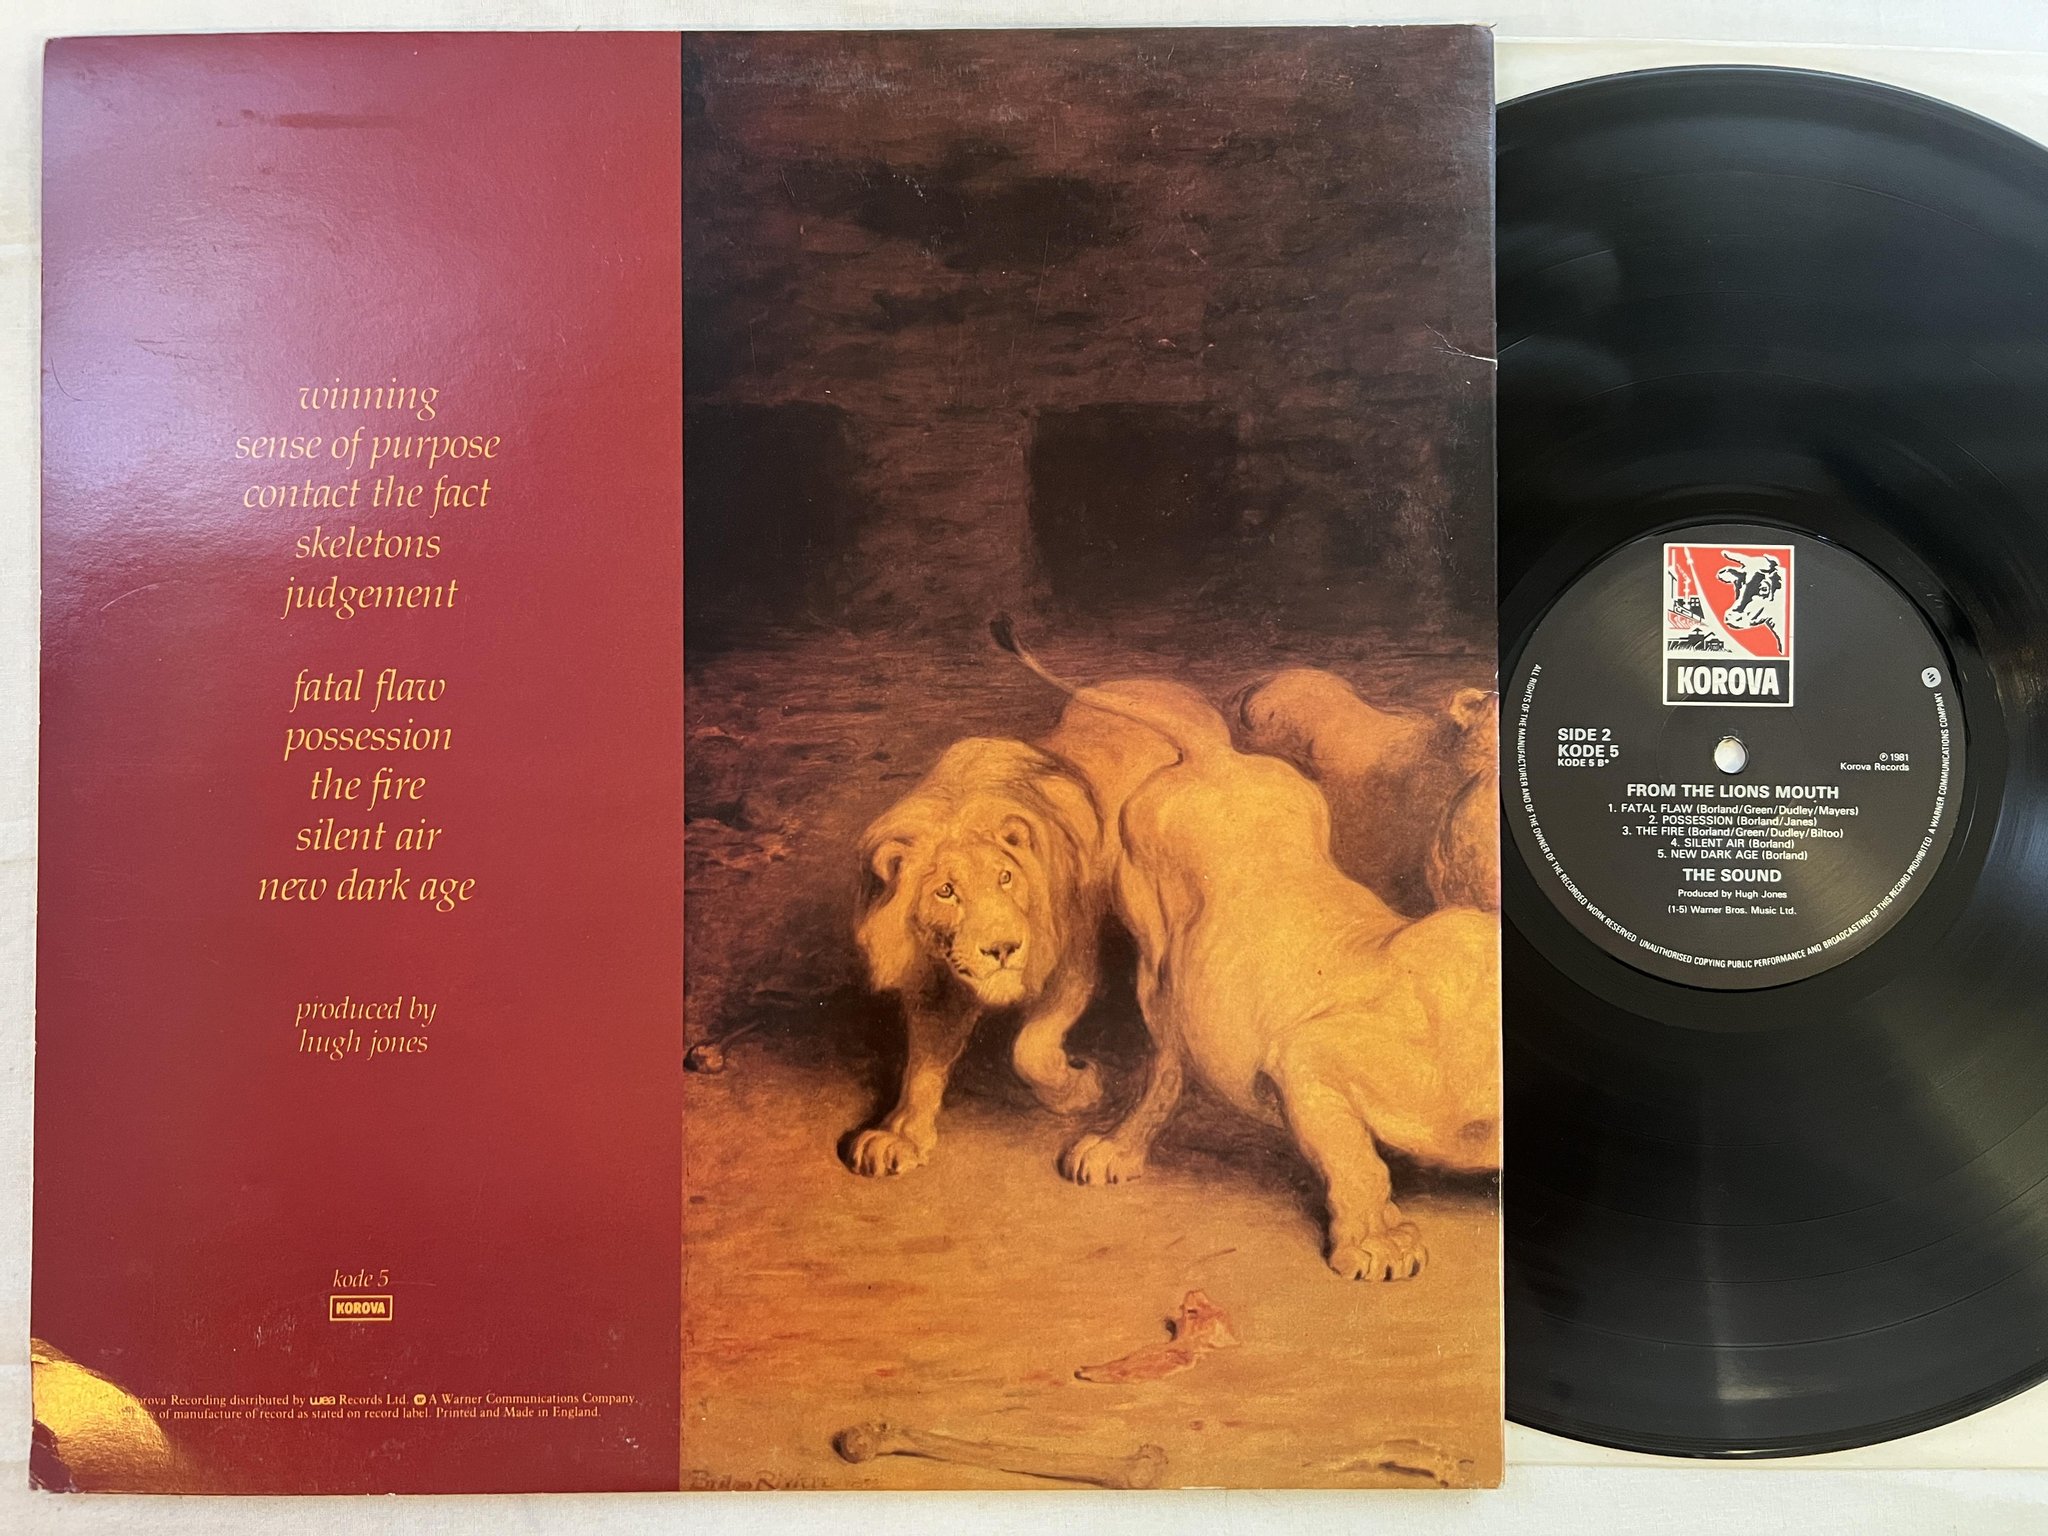 winning
sense of purpose
contact the fact
skeletons
judgement
fatal flaw
possession
the fire
silent air
new dark age
produced by
hugh jones
kode 5
KOROVA
Recording distributed by wea Records Ltd. A Warner Communications Company.
of manufacture of record as stated on record label. Printed and Made in England.
KOROVA
SIDE 2
KODE 5
KODE 5 B*
℗ 1981
Korova Records
FROM THE LIONS MOUTH
1. FATAL FLAW (Borland/Green/Dudley/Mayers)
2. POSSESSION (Borland/Janes)
3. THE FIRE (Borland/Green/Dudley/Biltoo)
4. SILENT AIR (Borland)
5. NEW DARK AGE (Borland)
THE SOUND
Produced by Hugh Jones
(1-5) Warner Bros. Music Ltd.
ALL RIGHTS OF THE MANUFACTURER AND OF THE OWNER OF THE RECORDED WORK RESERVED UNAUTHORISED COPYING PUBLIC PERFORMANCE AND BROADCASTING OF THIS RECORD PROHIBITED A WARNER COMMUNICATIONS COMPANY